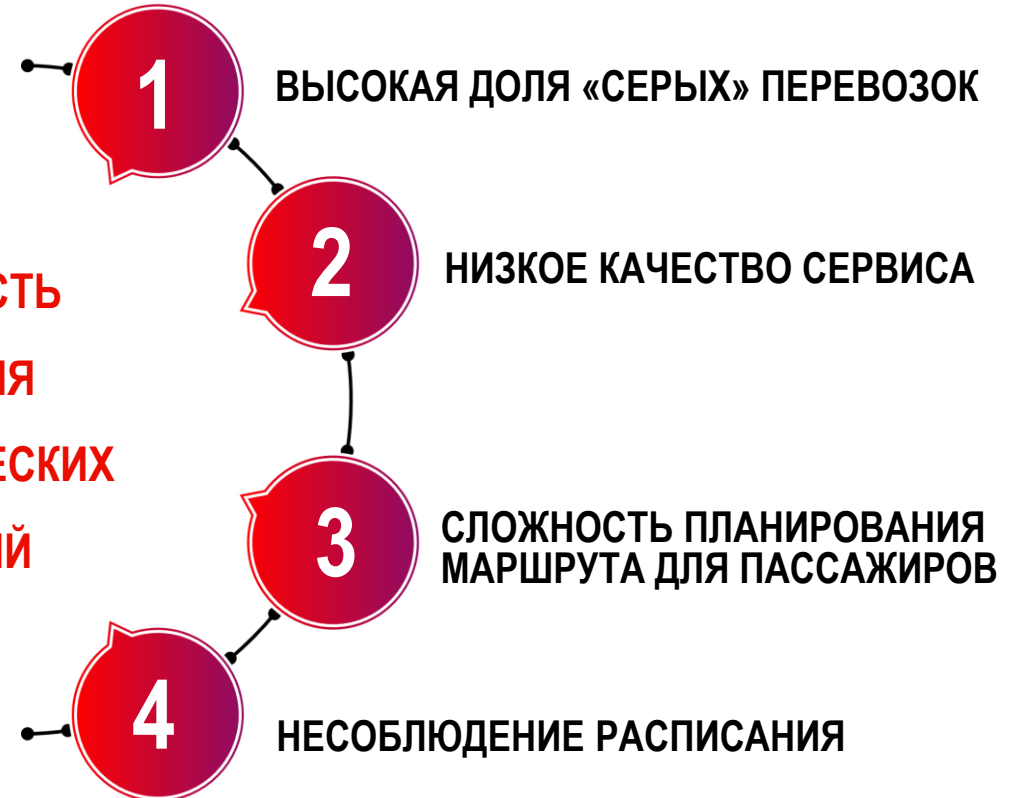 1
ВЫСОКАЯ ДОЛЯ «СЕРЫХ» ПЕРЕВОЗОК
2
НИЗКОЕ КАЧЕСТВО СЕРВИСА
3
СЛОЖНОСТЬ ПЛАНИРОВАНИЯ
МАРШРУТА ДЛЯ ПАССАЖИРОВ
4
НЕСОБЛЮДЕНИЕ РАСПИСАНИЯ